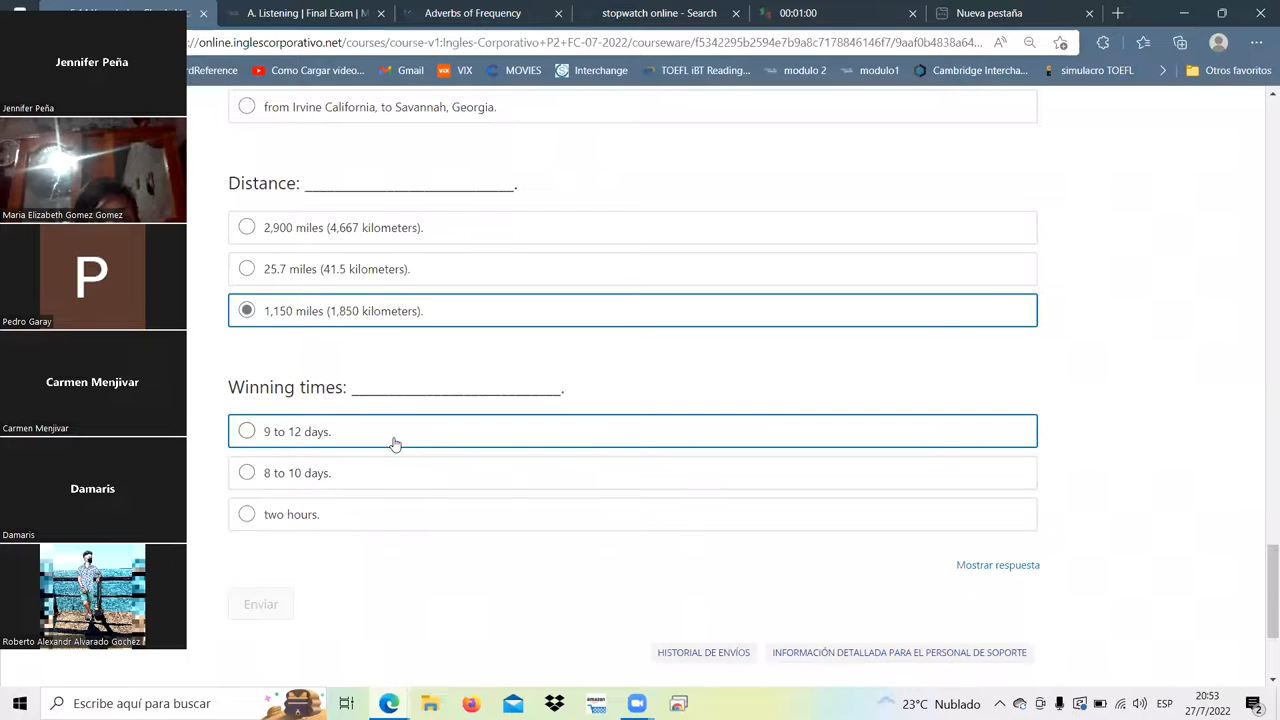 A. Listening | Final Exam | M
Adverbs of Frequency
stopwatch online - Search
00:01:00
Nueva pestaña
://online.inglescorporativo.net/courses/course-v1:Ingles-Corporativo+P2+FC-07-2022/courseware/f5342295b2594e7b9a8c7178846146f7/9aaf0b4838a64...
rdReference
Como Cargar video...
Gmail
VIX
MOVIES
Interchange
TOEFL iBT Reading...
modulo 2
modulo1
Cambridge Intercha...
simulacro TOEFL
Otros favoritos
Jennifer Peña
Jennifer Peña
Maria Elizabeth Gomez Gomez
P
Pedro Garay
Carmen Menjivar
Carmen Menjivar
Damaris
Damaris
Roberto Alexandr Alvarado Gochez
from Irvine California, to Savannah, Georgia.
Distance: ___________________________.
2,900 miles (4,667 kilometers).
25.7 miles (41.5 kilometers).
1,150 miles (1,850 kilometers).
Winning times: ___________________________.
9 to 12 days.
8 to 10 days.
two hours.
Mostrar respuesta
Enviar
HISTORIAL DE ENVÍOS
INFORMACIÓN DETALLADA PARA EL PERSONAL DE SOPORTE
Escribe aquí para buscar
amazon
23°C Nublado
ESP
20:53
27/7/2022
2